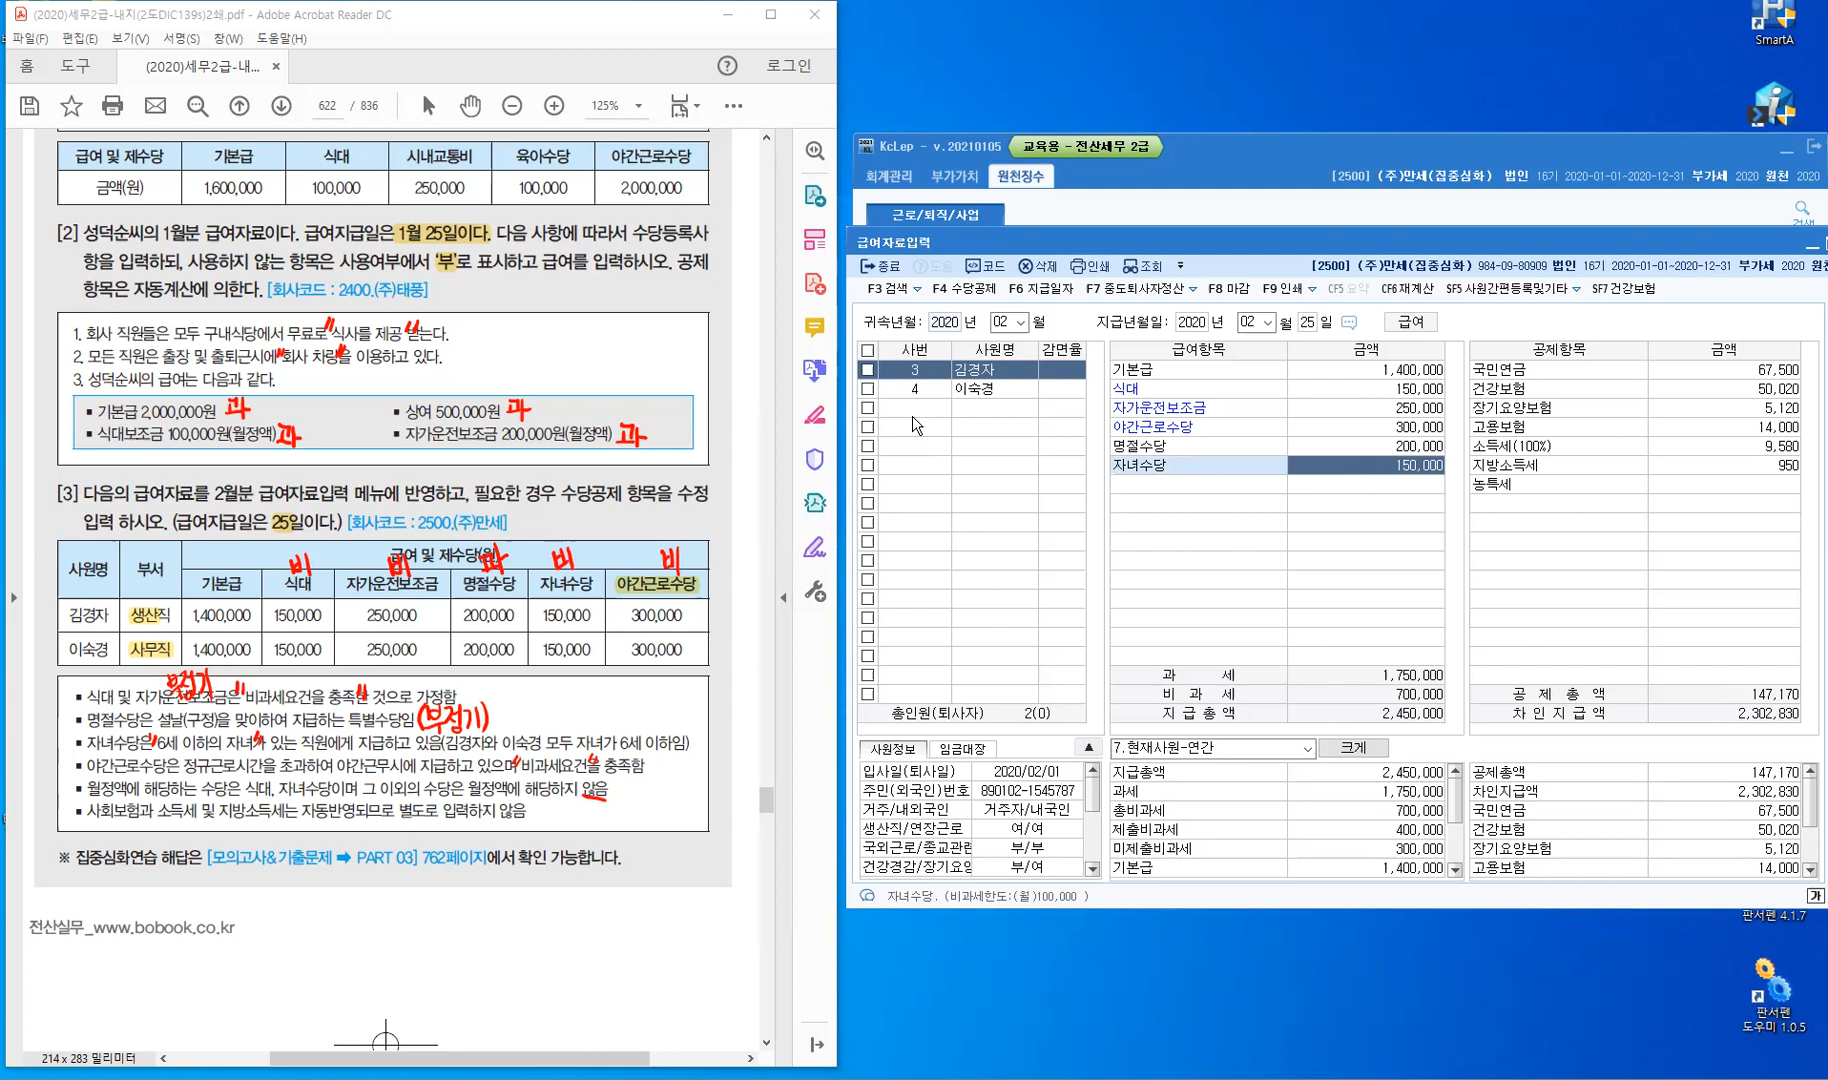 (2020)세무2급-내지(2도DIC139s)2쇄.pdf - Adobe Acrobat Reader DC
파일(F) 편집(E) 보기(V) 서명(S) 창(W) 도움말(H)
홈 도구 (2020)세무2급-내... × 로그인
622 / 836 125%
급여 및 제수당 기본급 식대 시내교통비 육아수당 야간근로수당
금액(원) 1,600,000 100,000 250,000 100,000 2,000,000
[2] 성덕순씨의 1월분 급여자료이다. 급여지급일은 1월 25일이다. 다음 사항에 따라서 수당등록사
항을 입력하되, 사용하지 않는 항목은 사용여부에서 '부'로 표시하고 급여를 입력하시오. 공제
항목은 자동계산에 의한다. [회사코드 : 2400.(주)태풍]
1. 회사 직원들은 모두 구내식당에서 무료로 "식사를 제공"받는다.
2. 모든 직원은 출장 및 출퇴근시에 "회사 차량"을 이용하고 있다.
3. 성덕순씨의 급여는 다음과 같다.
▪ 기본급 2,000,000원 과 ▪ 상여 500,000원 과
▪ 식대보조금 100,000원(월정액) 과 ▪ 자가운전보조금 200,000원(월정액) 과
[3] 다음의 급여자료를 2월분 급여자료입력 메뉴에 반영하고, 필요한 경우 수당공제 항목을 수정
입력 하시오. (급여지급일은 25일이다.) [회사코드 : 2500.(주)만세]
사원명 부서 급여 및 제수당(원)
비 비 과 비 비
기본급 식대 자가운전보조금 명절수당 자녀수당 야간근로수당
김경자 생산직 1,400,000 150,000 250,000 200,000 150,000 300,000
이숙경 사무직 1,400,000 150,000 250,000 200,000 150,000 300,000
부정기
▪ 식대 및 자가운전보조금은 "비과세요건을 충족"한 것으로 가정함
▪ 명절수당은 설날(구정)을 맞이하여 지급하는 특별수당임 (부정기)
▪ 자녀수당은 "6세 이하의 자녀"가 있는 직원에게 지급하고 있음(김경자와 이숙경 모두 자녀가 6세 이하임)
▪ 야간근로수당은 정규근로시간을 초과하여 야간근무시에 지급하고 있으며 "비과세요건"을 충족함
▪ 월정액에 해당하는 수당은 식대, 자녀수당이며 그 이외의 수당은 월정액에 해당하지 않음
▪ 사회보험과 소득세 및 지방소득세는 자동반영되므로 별도로 입력하지 않음
※ 집중심화연습 해답은 [모의고사&기출문제 ➡ PART 03] 762페이지에서 확인 가능합니다.
전산실무_www.bobook.co.kr
214 x 283 밀리미터
SmartA
KcLep - v.20210105 교육용 - 전산세무 2급
회계관리 부가가치 원천징수 [2500] (주)만세(집중심화) 법인 16기 2020-01-01~2020-12-31 부가세 2020 원천 2020
근로/퇴직/사업
급여자료입력
종료 도움 코드 삭제 인쇄 조회 [2500] (주)만세(집중심화) 984-09-80909 법인 16기 2020-01-01~2020-12-31 부가세 2020 원천
F3 검색 F4 수당공제 F6 지급일자 F7 중도퇴사자정산 F8 마감 F9 인쇄 CF5 요약 CF6 재계산 SF5 사원간편등록및기타 SF7 건강보험
귀속년월: 2020 년 02 월 지급년월일: 2020 년 02 월 25 일 급여
사번 사원명 감면율 급여항목 금액 공제항목 금액
3 김경자 기본급 1,400,000 국민연금 67,500
4 이숙경 식대 150,000 건강보험 50,020
자가운전보조금 250,000 장기요양보험 5,120
야간근로수당 300,000 고용보험 14,000
명절수당 200,000 소득세(100%) 9,580
자녀수당 150,000 지방소득세 950
농특세
과 세 1,750,000
비 과 세 700,000 공 제 총 액 147,170
총인원(퇴사자) 2(0) 지 급 총 액 2,450,000 차 인 지 급 액 2,302,830
사원정보 임금대장 ▲ 7.현재사원-연간 크게
입사일(퇴사일) 2020/02/01 지급총액 2,450,000 공제총액 147,170
주민(외국인)번호 890102-1545787 과세 1,750,000 차인지급액 2,302,830
거주/내외국인 거주자/내국인 총비과세 700,000 국민연금 67,500
생산직/연장근로 여/여 제출비과세 400,000 건강보험 50,020
국외근로/종교관련 부/부 미제출비과세 300,000 장기요양보험 5,120
건강경감/장기요양 부/여 기본급 1,400,000 고용보험 14,000
자녀수당. (비과세한도:(월)100,000 ) 가
판서펜 4.1.7
판서펜
도우미 1.0.5